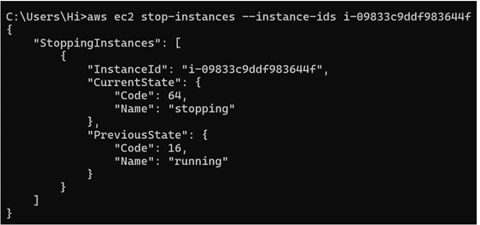 C:\Users\Hi>aws ec2 stop-instances --instance-ids i-09833c9ddf983644f
{
    "StoppingInstances": [
        {
            "InstanceId": "i-09833c9ddf983644f",
            "CurrentState": {
                "Code": 64,
                "Name": "stopping"
            },
            "PreviousState": {
                "Code": 16,
                "Name": "running"
            }
        }
    ]
}